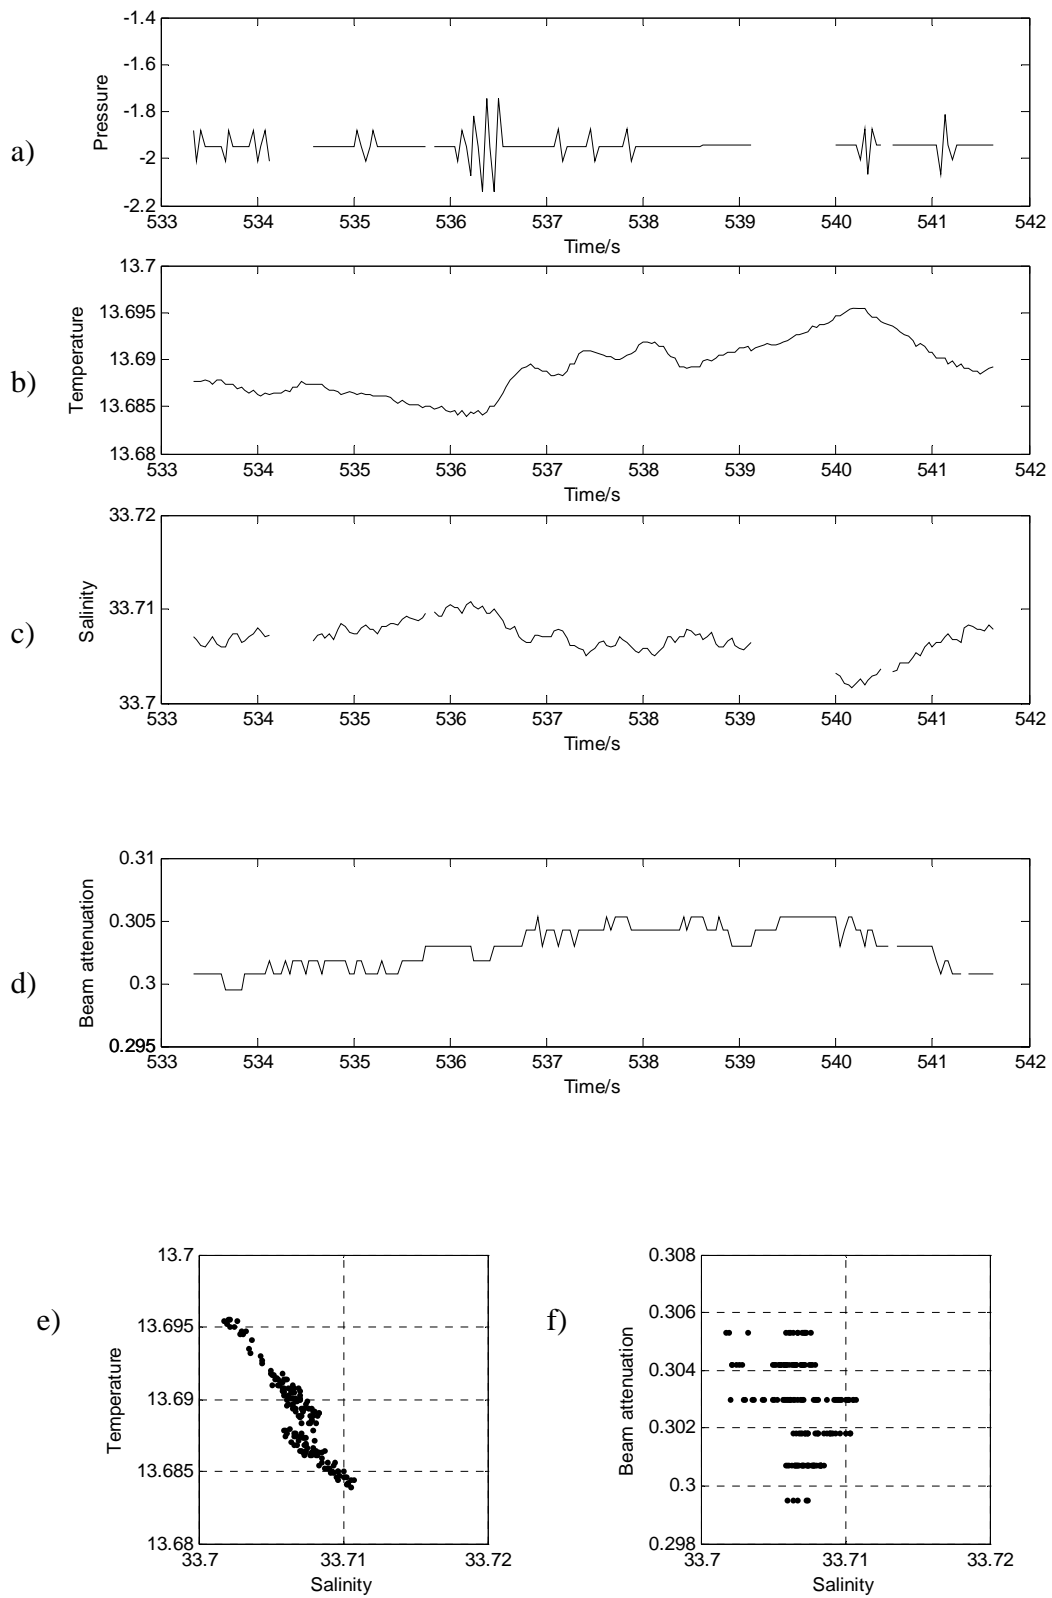 a)
Pressure
-1.4
-1.6
-1.8
-2
-2.2
533 534 535 536 537 538 539 540 541 542
Time/s
b)
Temperature
13.7
13.695
13.69
13.685
13.68
533 534 535 536 537 538 539 540 541 542
Time/s
c)
Salinity
33.72
33.71
33.7
533 534 535 536 537 538 539 540 541 542
Time/s
d)
Beam attenuation
0.31
0.305
0.3
0.295
533 534 535 536 537 538 539 540 541 542
Time/s
e)
Temperature
13.7
13.695
13.69
13.685
13.68
33.7 33.71 33.72
Salinity
f)
Beam attenuation
0.308
0.306
0.304
0.302
0.3
0.298
33.7 33.71 33.72
Salinity